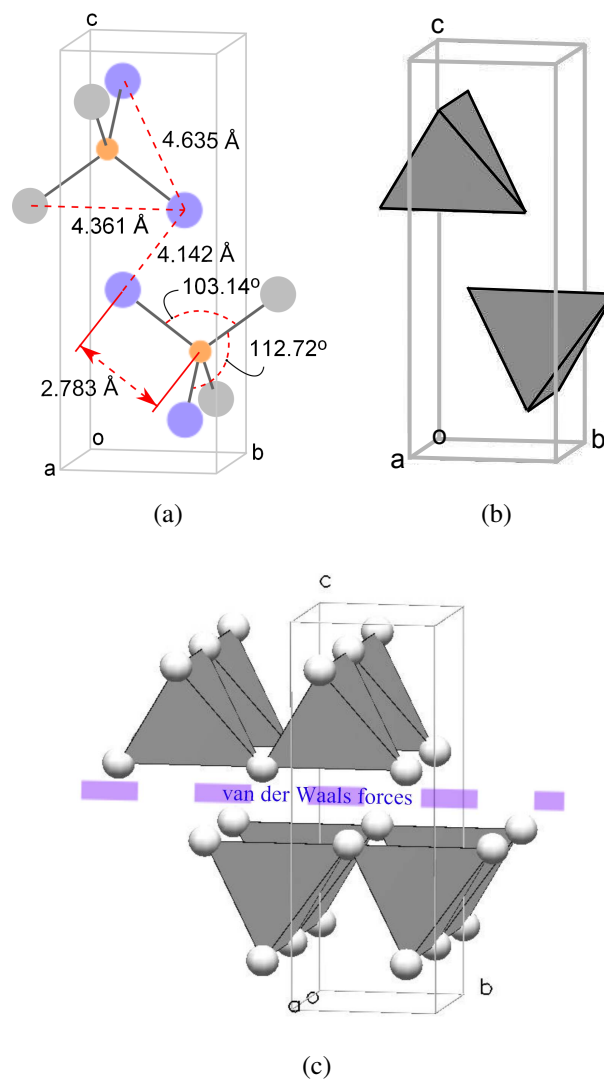 c
4.635 Å
4.361 Å
4.142 Å
103.14º
112.72º
2.783 Å
o
a
b
(a)
c
o
a
b
(b)
c
van der Waals forces
a o
b
(c)